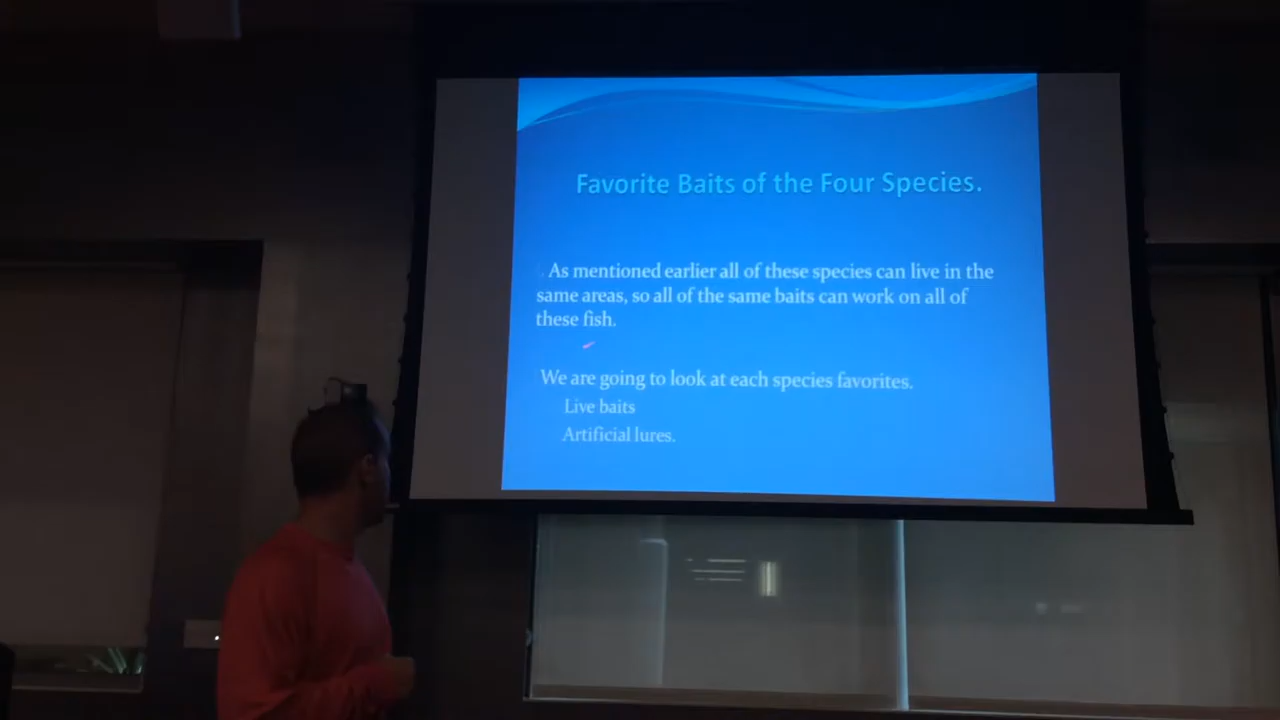 Favorite Baits of the Four Species.
As mentioned earlier all of these species can live in the
same areas, so all of the same baits can work on all of
these fish.
We are going to look at each species favorites.
Live baits
Artificial lures.